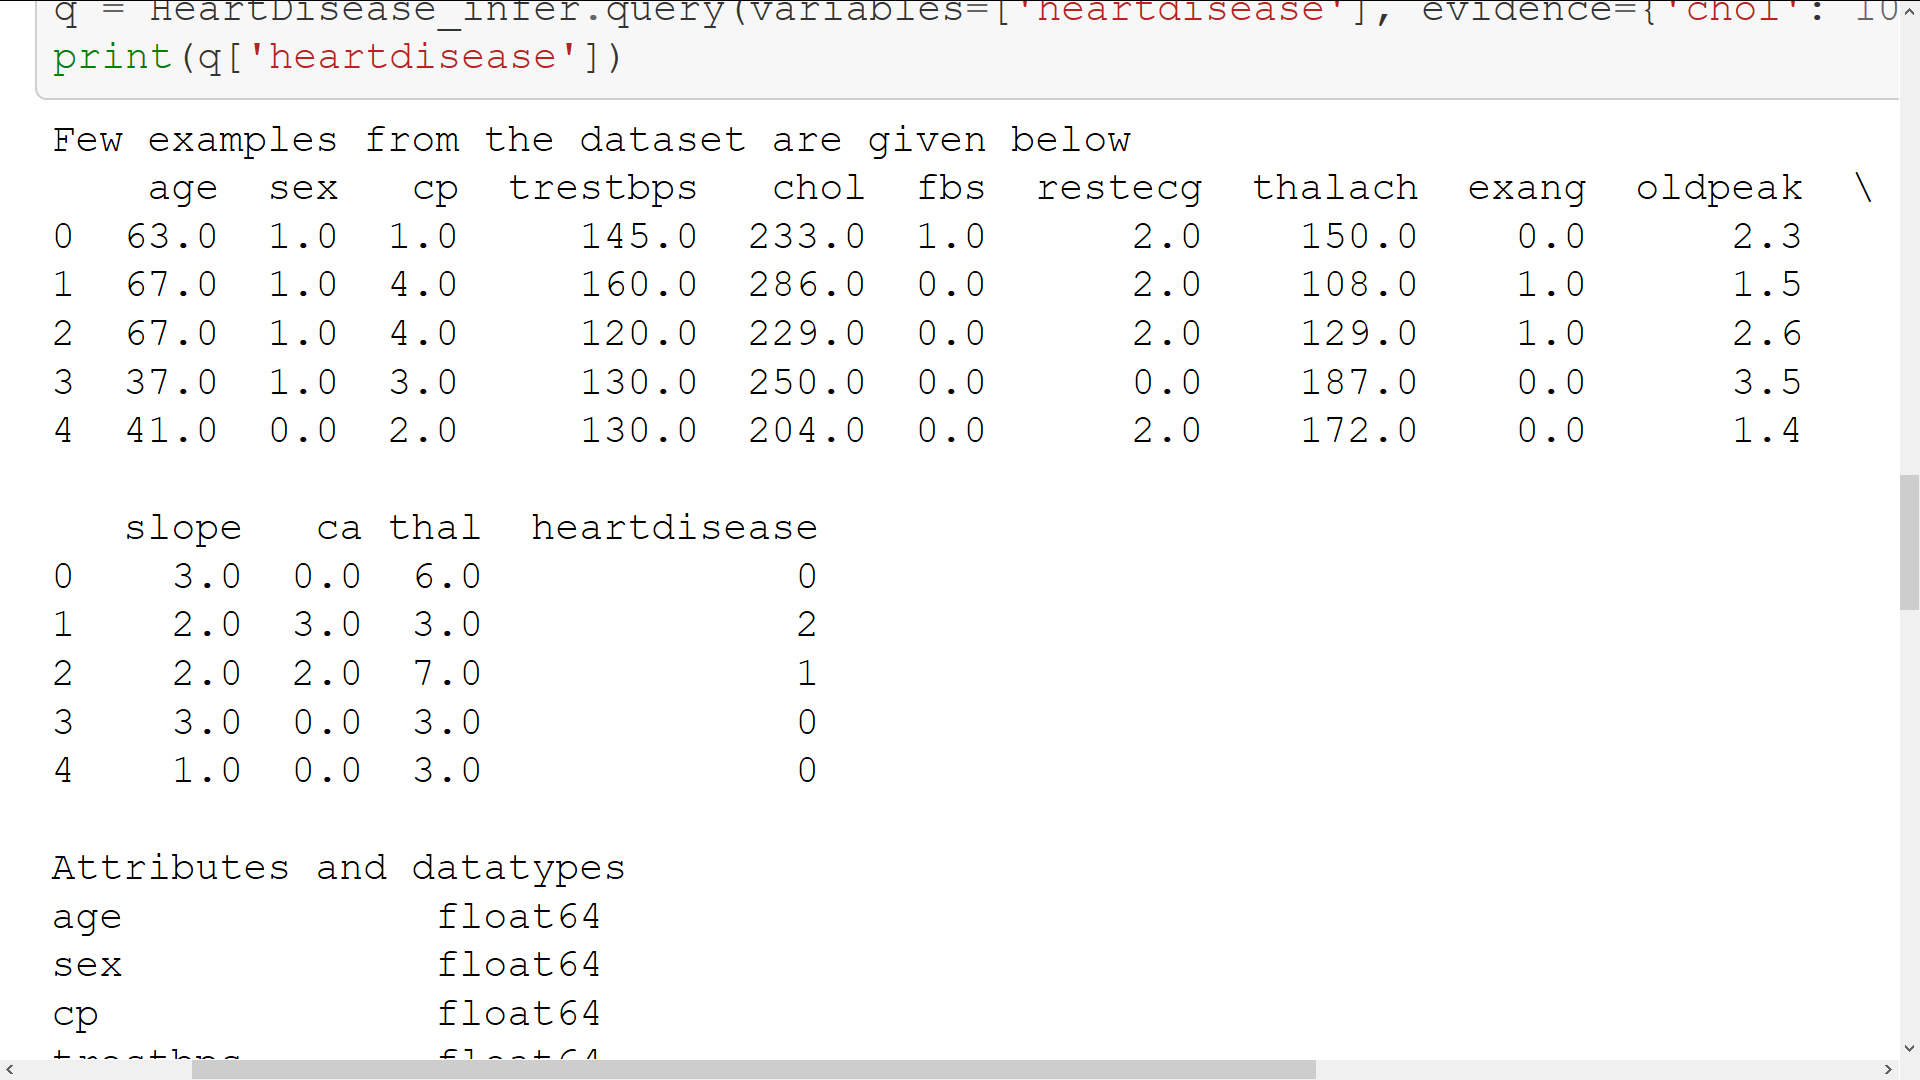 q = HeartDisease_infer.query(variables=['heartdisease'], evidence={'chol': 10
print(q['heartdisease'])
Few examples from the dataset are given below
    age  sex   cp  trestbps   chol  fbs  restecg  thalach  exang  oldpeak  \
0  63.0  1.0  1.0     145.0  233.0  1.0      2.0    150.0    0.0      2.3
1  67.0  1.0  4.0     160.0  286.0  0.0      2.0    108.0    1.0      1.5
2  67.0  1.0  4.0     120.0  229.0  0.0      2.0    129.0    1.0      2.6
3  37.0  1.0  3.0     130.0  250.0  0.0      0.0    187.0    0.0      3.5
4  41.0  0.0  2.0     130.0  204.0  0.0      2.0    172.0    0.0      1.4
   slope   ca thal  heartdisease
0    3.0  0.0  6.0             0
1    2.0  3.0  3.0             2
2    2.0  2.0  7.0             1
3    3.0  0.0  3.0             0
4    1.0  0.0  3.0             0
Attributes and datatypes
age             float64
sex             float64
cp              float64
trestbps        float64